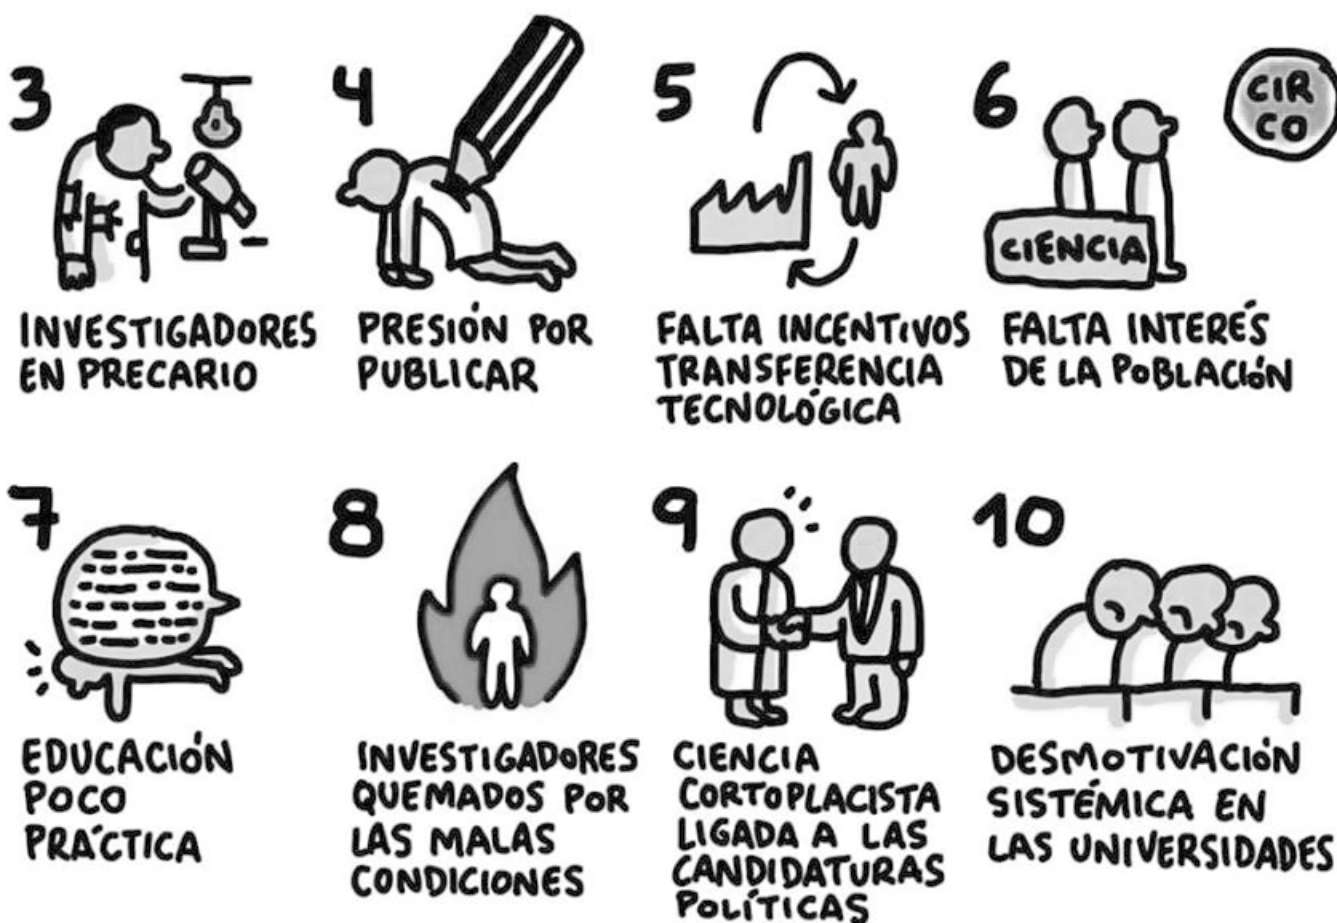 3
INVESTIGADORES
EN PRECARIO
4
PRESIÓN POR
PUBLICAR
5
FALTA INCENTIVOS
TRANSFERENCIA
TECNOLÓGICA
6
CIR
CO
CIENCIA
FALTA INTERÉS
DE LA POBLACIÓN
7
EDUCACIÓN
POCO
PRÁCTICA
8
INVESTIGADORES
QUEMADOS POR
LAS MALAS
CONDICIONES
9
CIENCIA
CORTOPLACISTA
LIGADA A LAS
CANDIDATURAS
POLÍTICAS
10
DESMOTIVACIÓN
SISTÉMICA EN
LAS UNIVERSIDADES